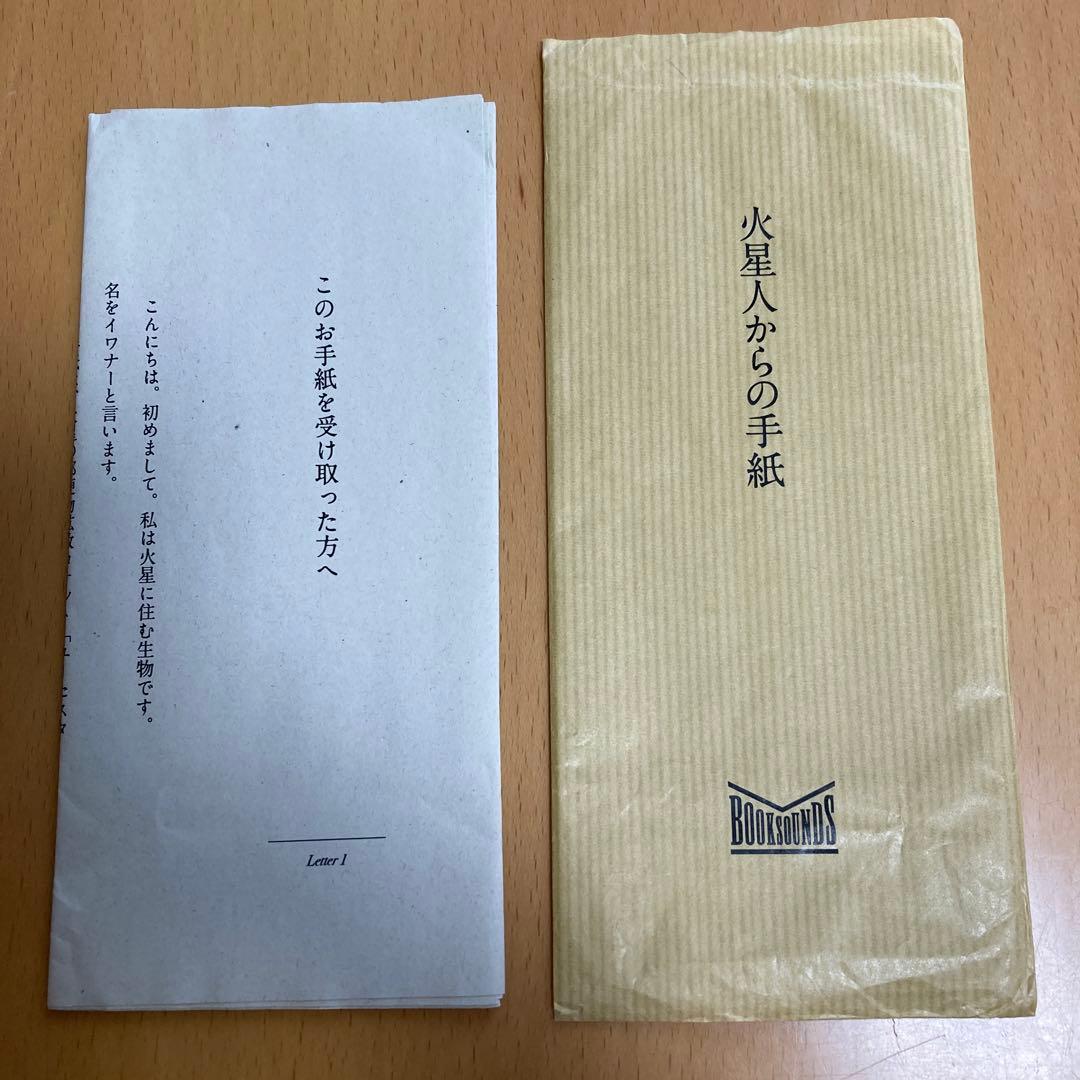 このお手紙を受け取った方へ
こんにちは。初めまして。私は火星に住む生物です。
名をイワナーと言います。
Letter 1
火星人からの手紙
BOOKSOUNDS